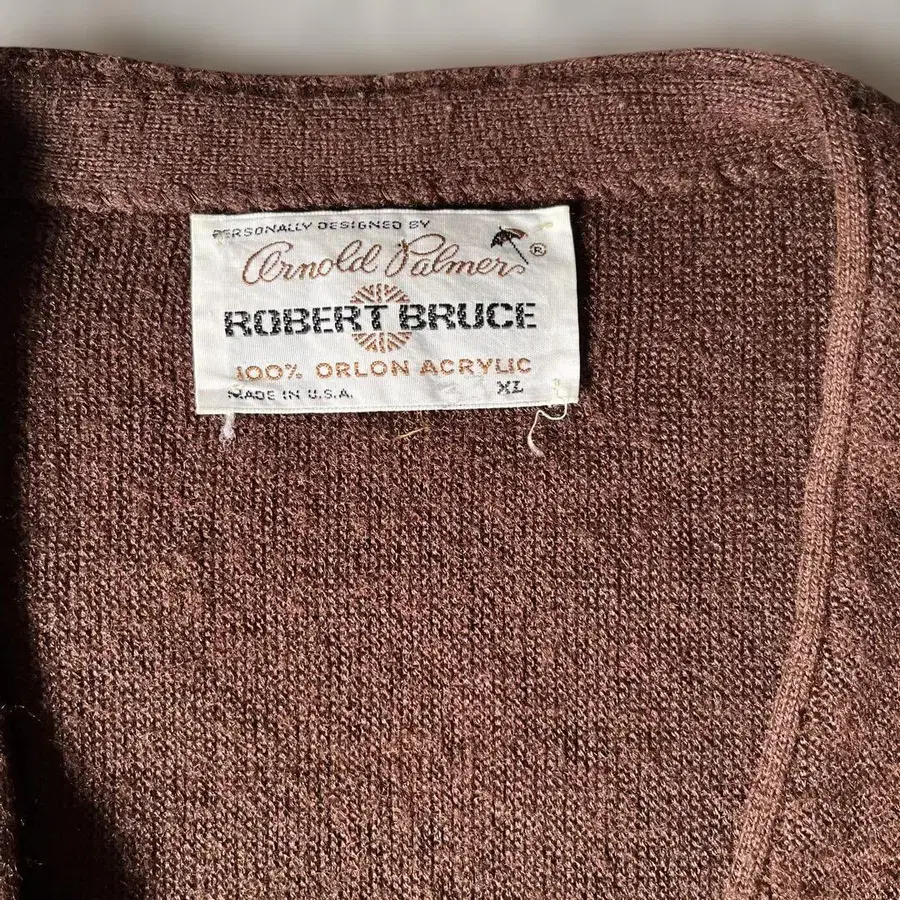 PERSONALLY DESIGNED BY
Arnold Palmer ®
ROBERT BRUCE
100% ORLON ACRYLIC
MADE IN U.S.A. XL